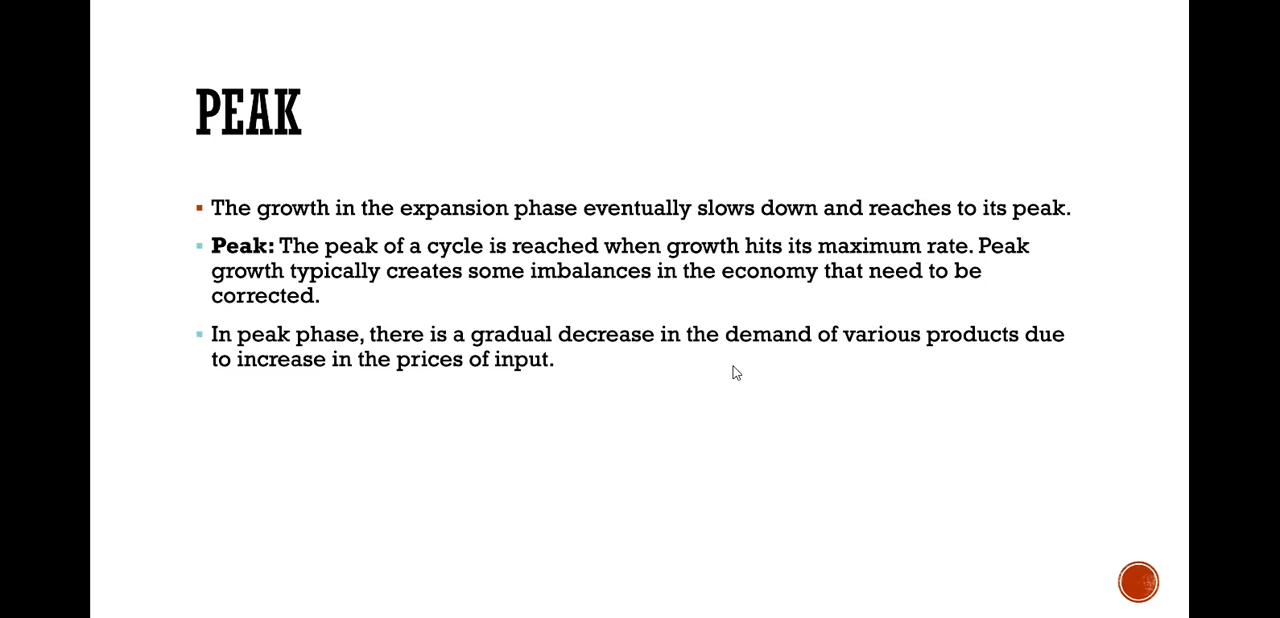 PEAK
The growth in the expansion phase eventually slows down and reaches to its peak.
Peak: The peak of a cycle is reached when growth hits its maximum rate. Peak
growth typically creates some imbalances in the economy that need to be
corrected.
In peak phase, there is a gradual decrease in the demand of various products due
to increase in the prices of input.